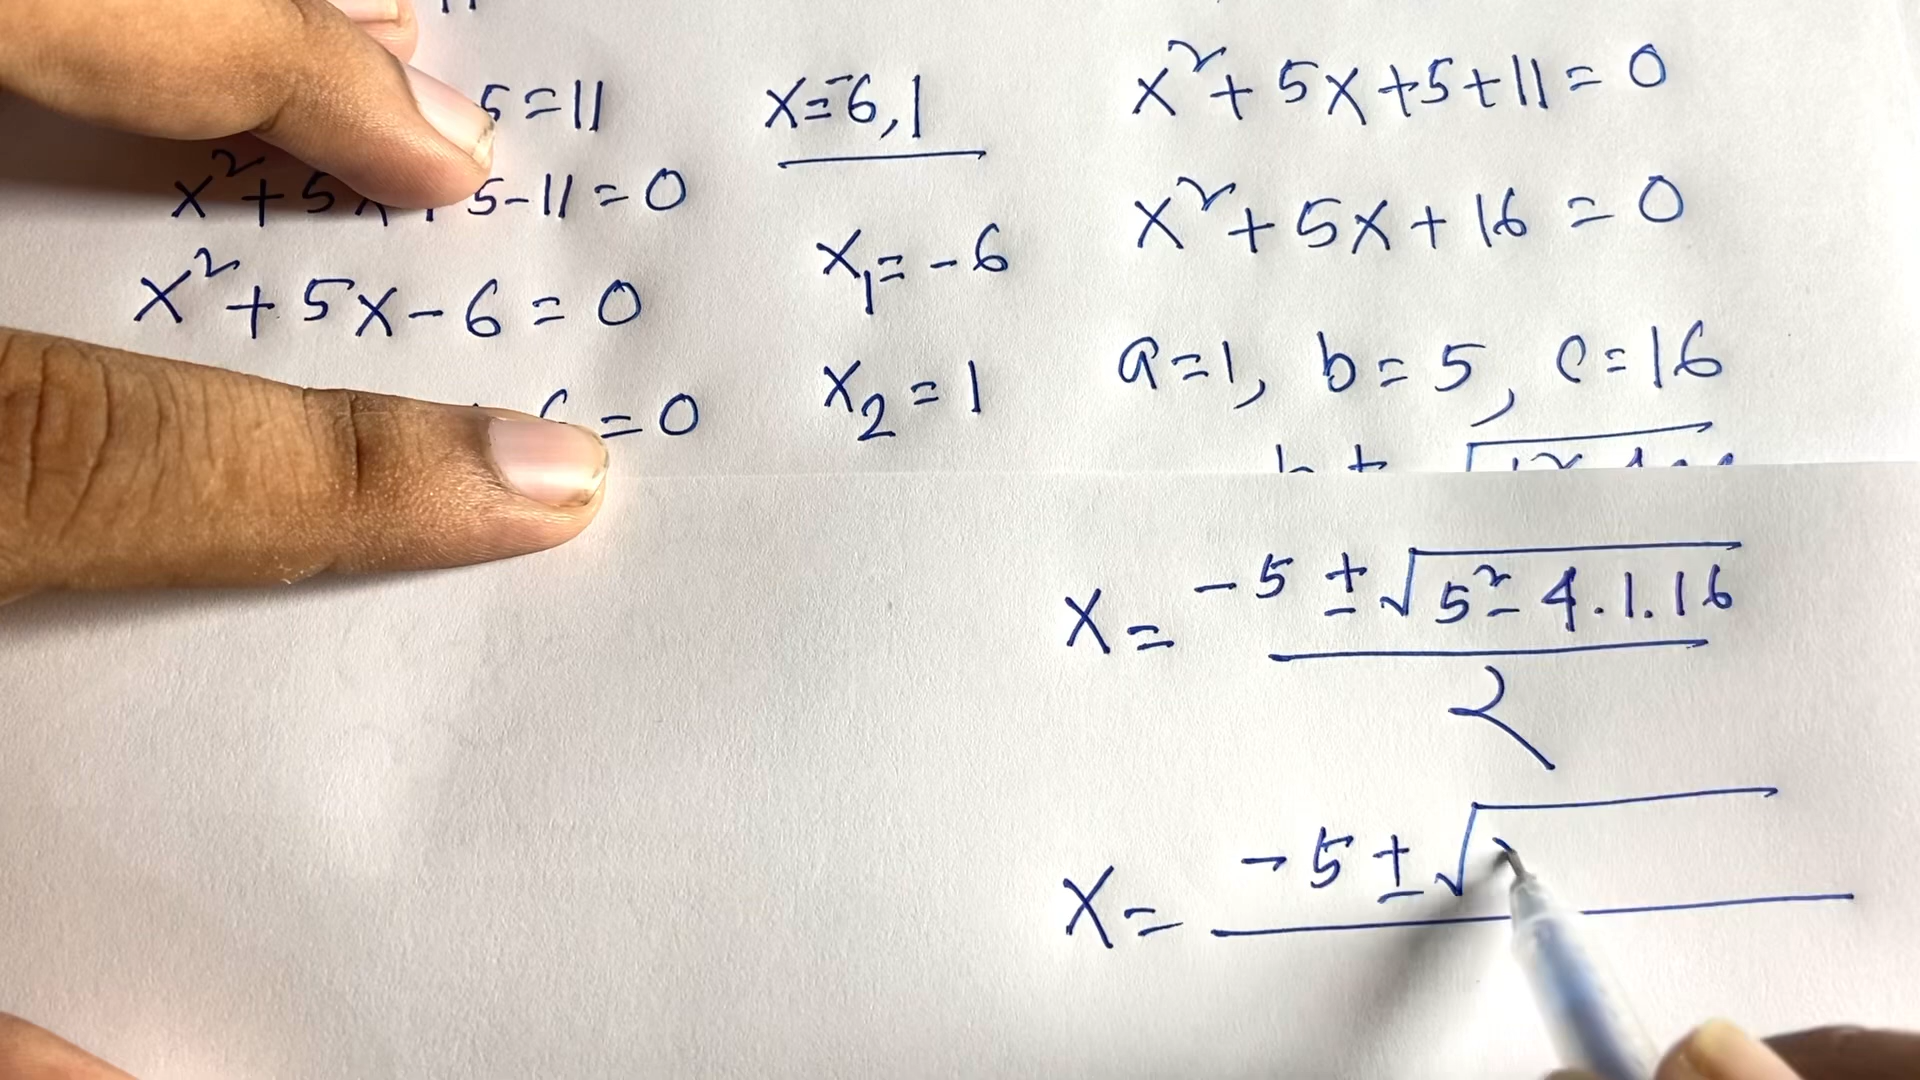 5=11
x²+5x+5-11=0
x²+5x-6=0
6=0
x=-6,1
x₁=-6
x₂=1
x²+5x+5+11=0
x²+5x+16=0
a=1, b=5, c=16
x= -5±√5²-4.1.16
2
x= -5±√